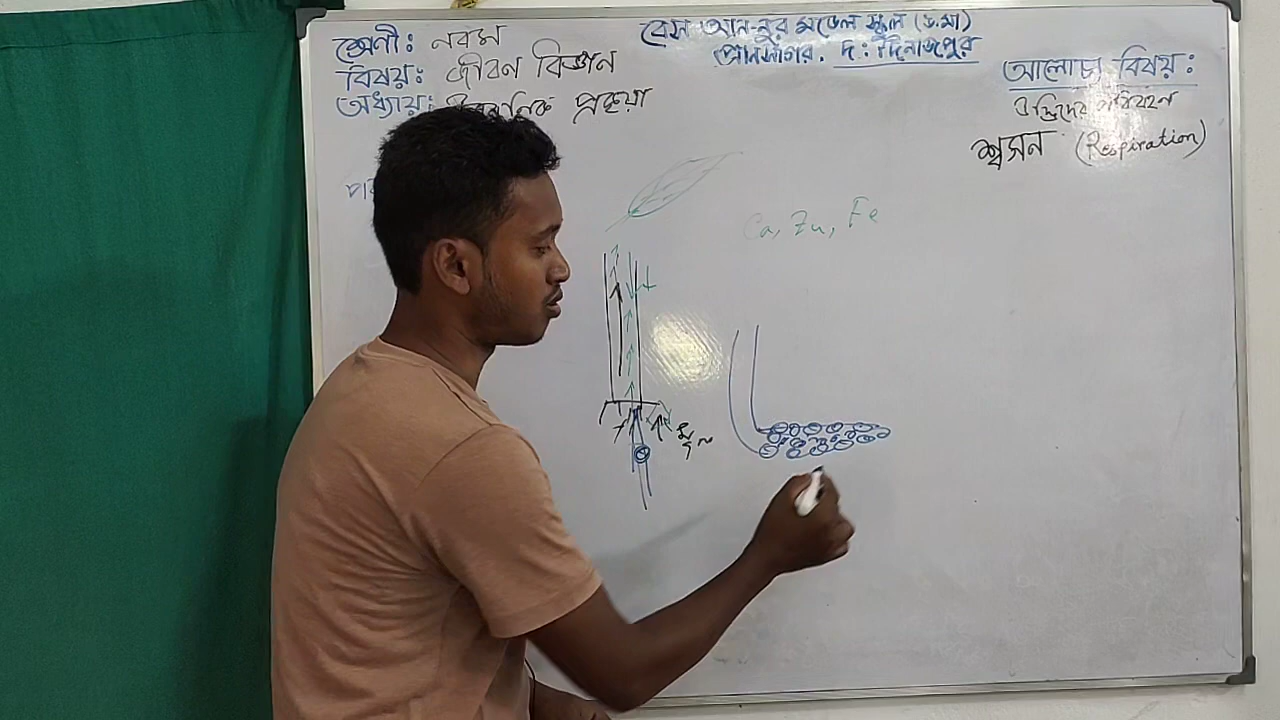 শ্রেণী: নবম
বিষয়: জীবন বিজ্ঞান
অধ্যায়: প্রক্রিয়া
বেস আন-নুর মডেল স্কুল (উ.মা)
প্রানসাগর. দ: দিনাজপুর
আলোচ্য বিষয়:
উদ্ভিদের পরিবহন
শ্বসন (Respiration)
Ca, Zn, Fe